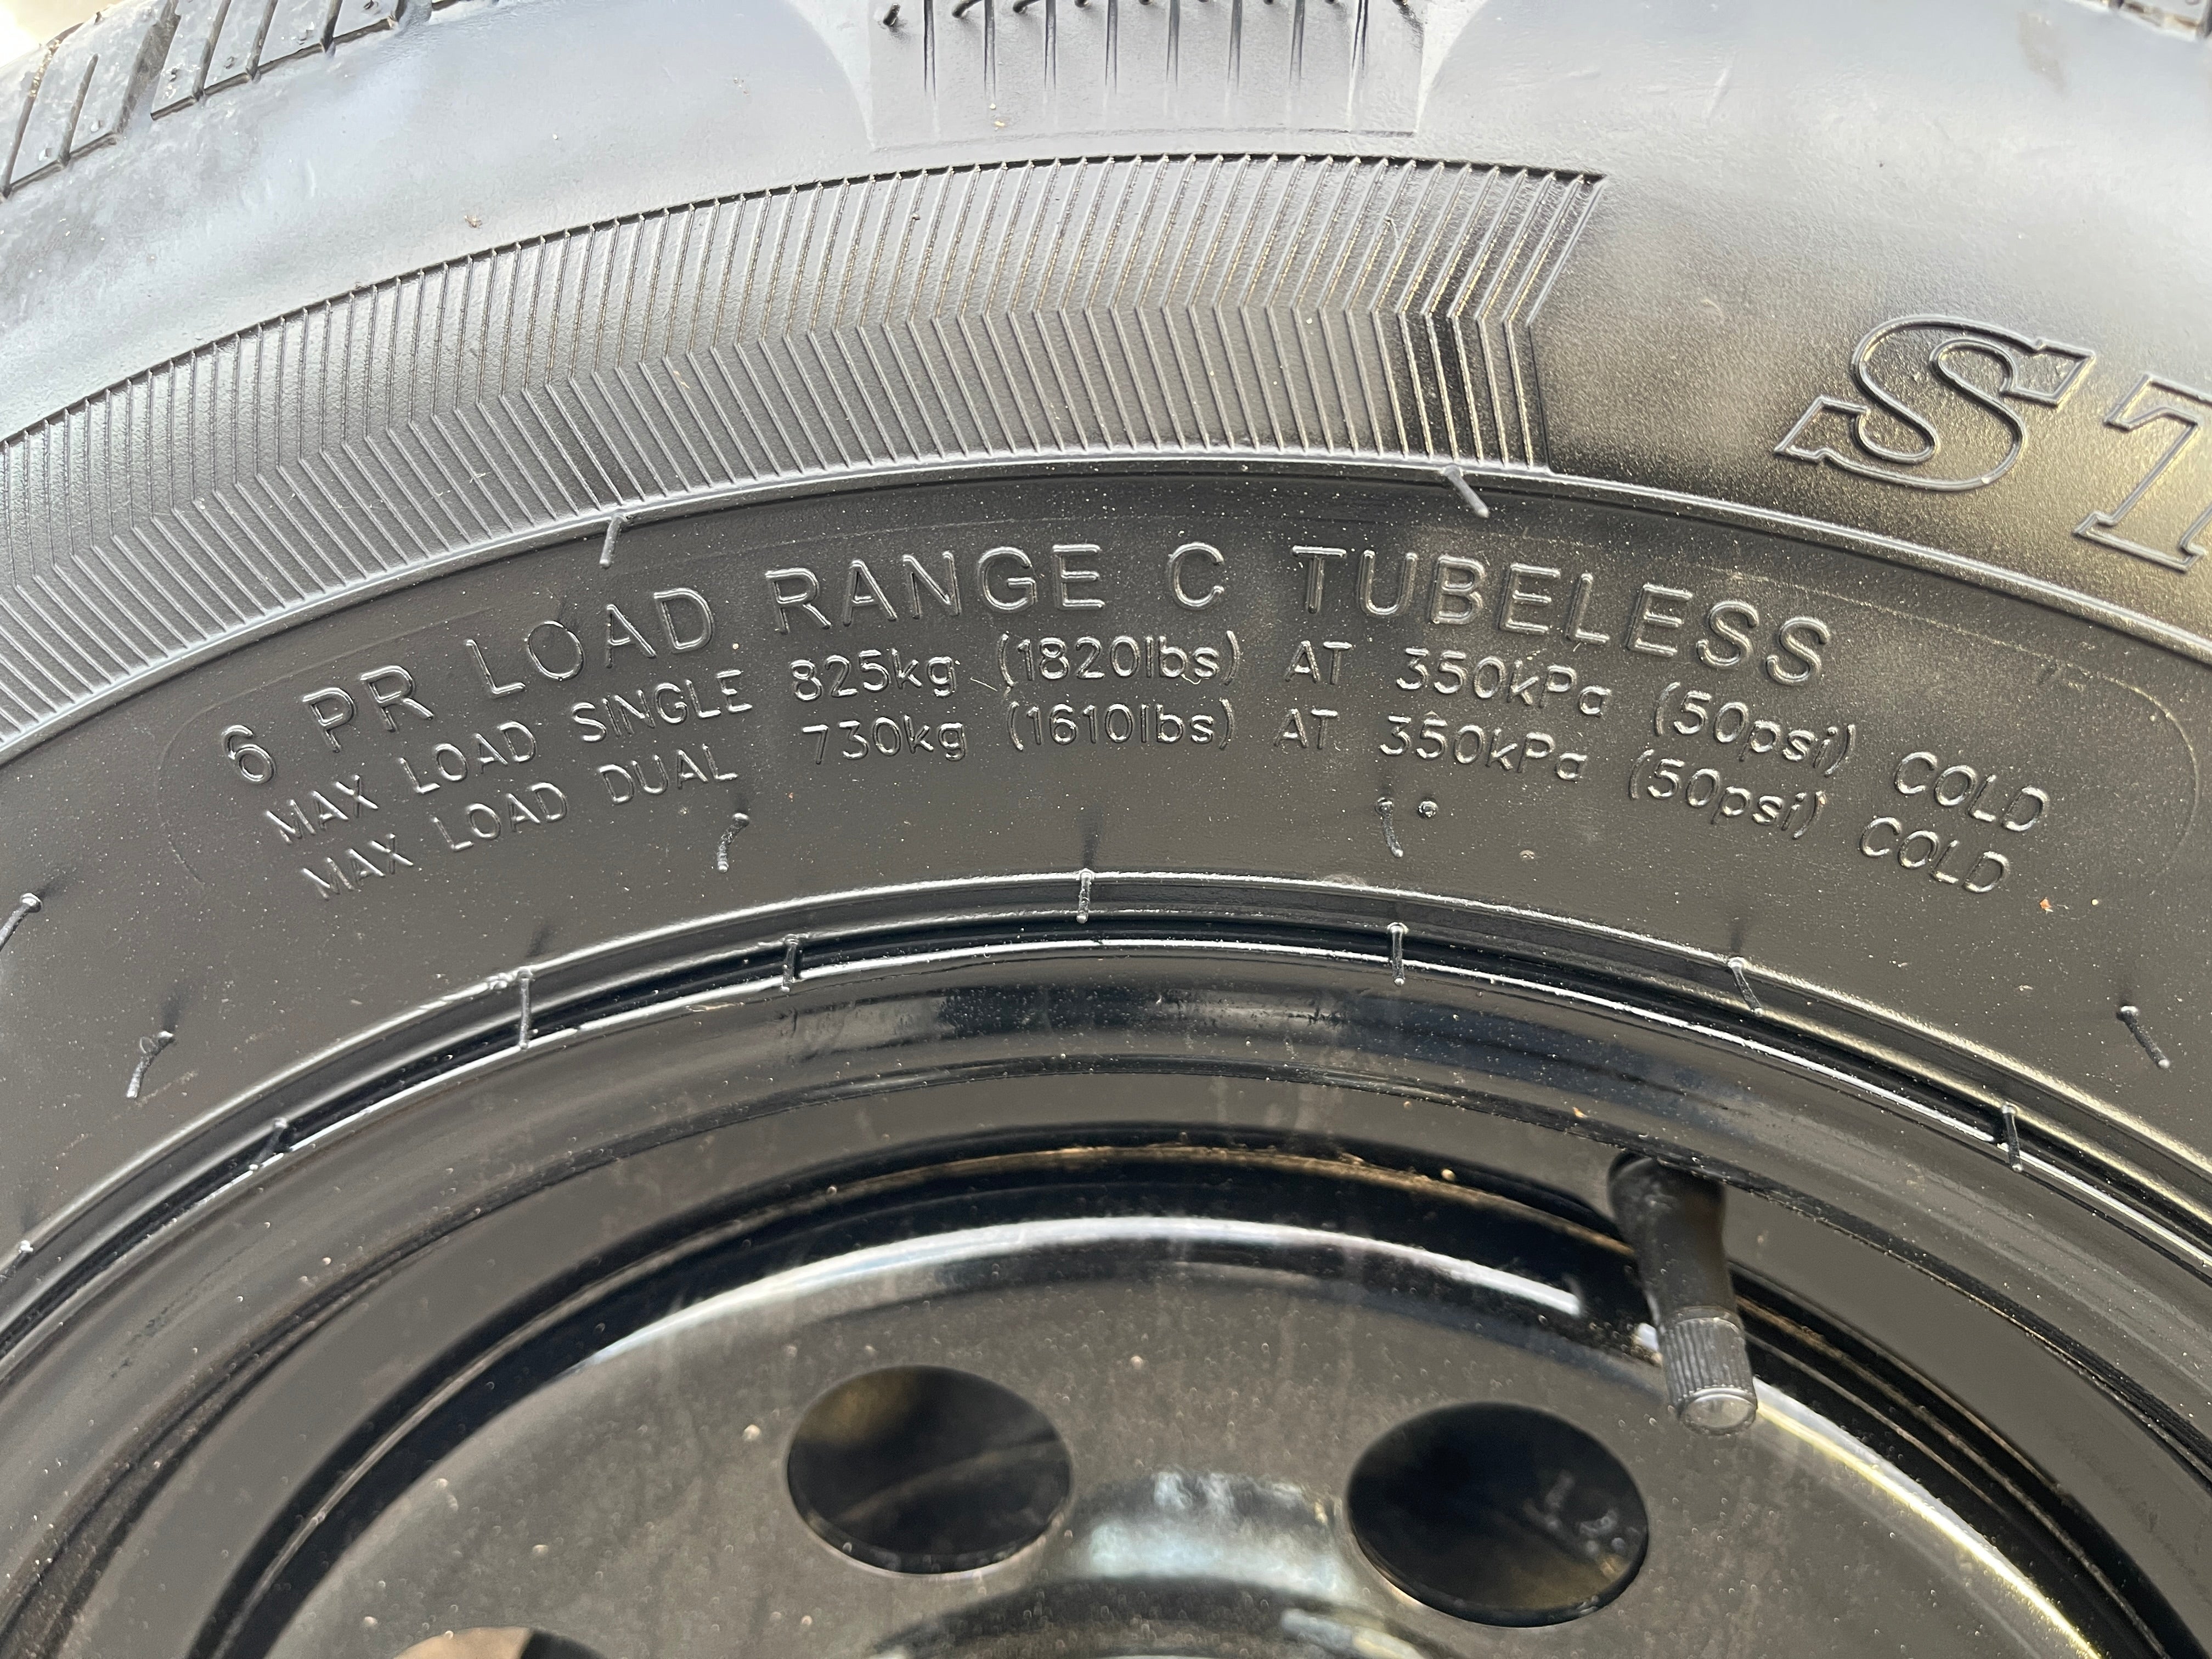 ST
6 PR LOAD RANGE C TUBELESS
MAX LOAD SINGLE 825kg (1820lbs) AT 350kPa (50psi) COLD
MAX LOAD DUAL 730kg (1610lbs) AT 350kPa (50psi) COLD